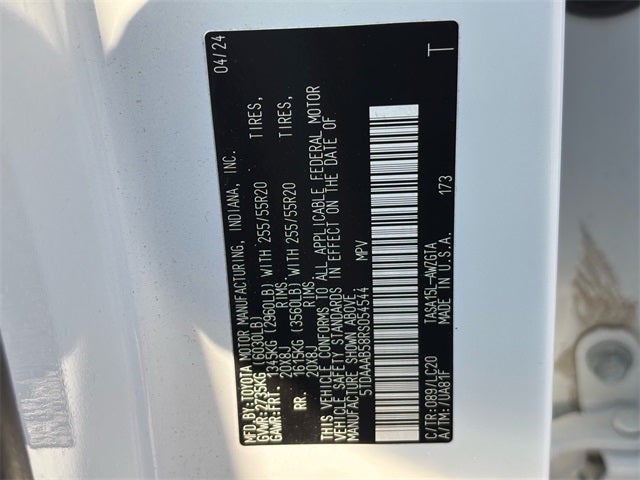 MFD.BY:TOYOTA MOTOR MANUFACTURING, INDIANA, INC. 04/24
GVWR:2735KG(6030LB)
GAWR:FRT. 1345KG(2960LB) WITH 255/55R20 TIRES,
20X8J RIMS,
RR. 1615KG(3560LB) WITH 255/55R20 TIRES,
20X8J RIMS
THIS VEHICLE CONFORMS TO ALL APPLICABLE FEDERAL MOTOR
VEHICLE SAFETY STANDARDS IN EFFECT ON THE DATE OF
MANUFACTURE SHOWN ABOVE.
5TDAAAB58RS054544 MPV
C/TR:089/LC20 TASA15L-AWZGTA
A/TM:/UA81F MADE IN U.S.A. 173
T